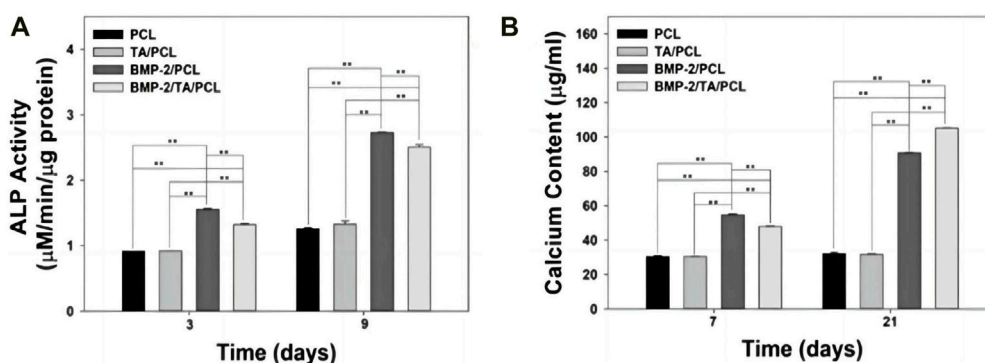 A
ALP Activity
(μM/min/μg protein)
4
3
2
1
0
PCL
TA/PCL
BMP-2/PCL
BMP-2/TA/PCL
** ** ** ** **
** ** ** ** **
3 9
Time (days)
B
Calcium Content (μg/ml)
160
140
120
100
80
60
40
20
0
PCL
TA/PCL
BMP-2/PCL
BMP-2/TA/PCL
** ** ** ** **
** ** ** ** **
7 21
Time (days)